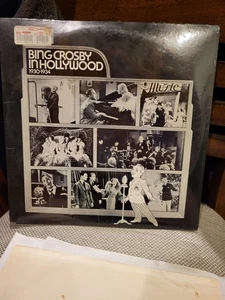 BING CROSBY
IN HOLLYWOOD
1930-1934
Music